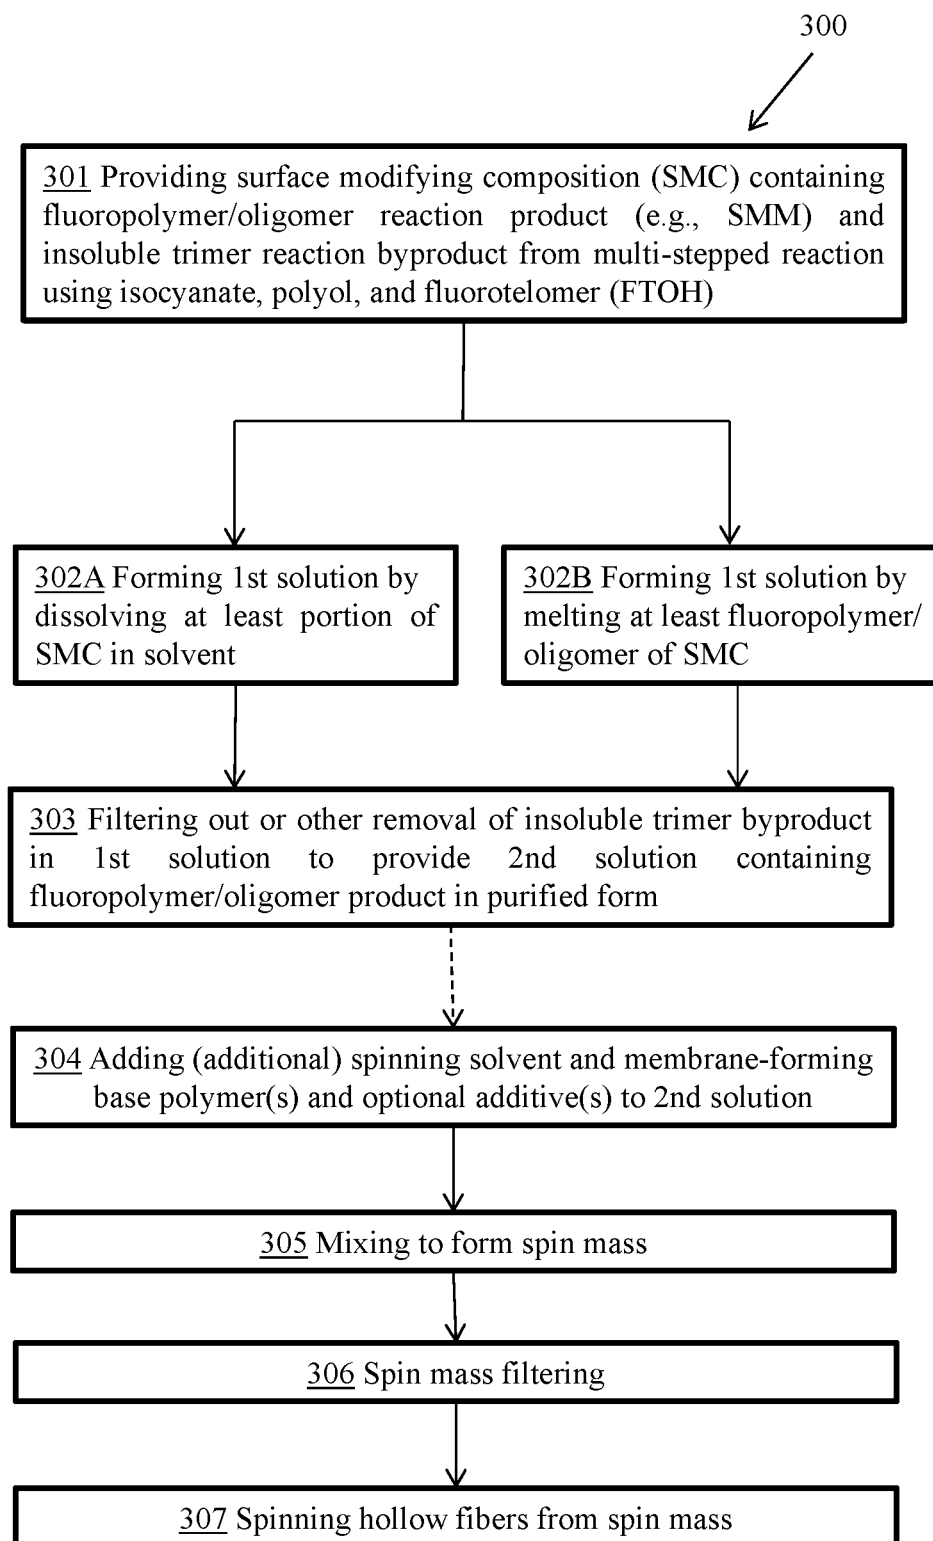 300
301 Providing surface modifying composition (SMC) containing
fluoropolymer/oligomer reaction product (e.g., SMM) and
insoluble trimer reaction byproduct from multi-stepped reaction
using isocyanate, polyol, and fluorotelomer (FTOH)
302A Forming 1st solution by
dissolving at least portion of
SMC in solvent
302B Forming 1st solution by
melting at least fluoropolymer/
oligomer of SMC
303 Filtering out or other removal of insoluble trimer byproduct
in 1st solution to provide 2nd solution containing
fluoropolymer/oligomer product in purified form
304 Adding (additional) spinning solvent and membrane-forming
base polymer(s) and optional additive(s) to 2nd solution
305 Mixing to form spin mass
306 Spin mass filtering
307 Spinning hollow fibers from spin mass